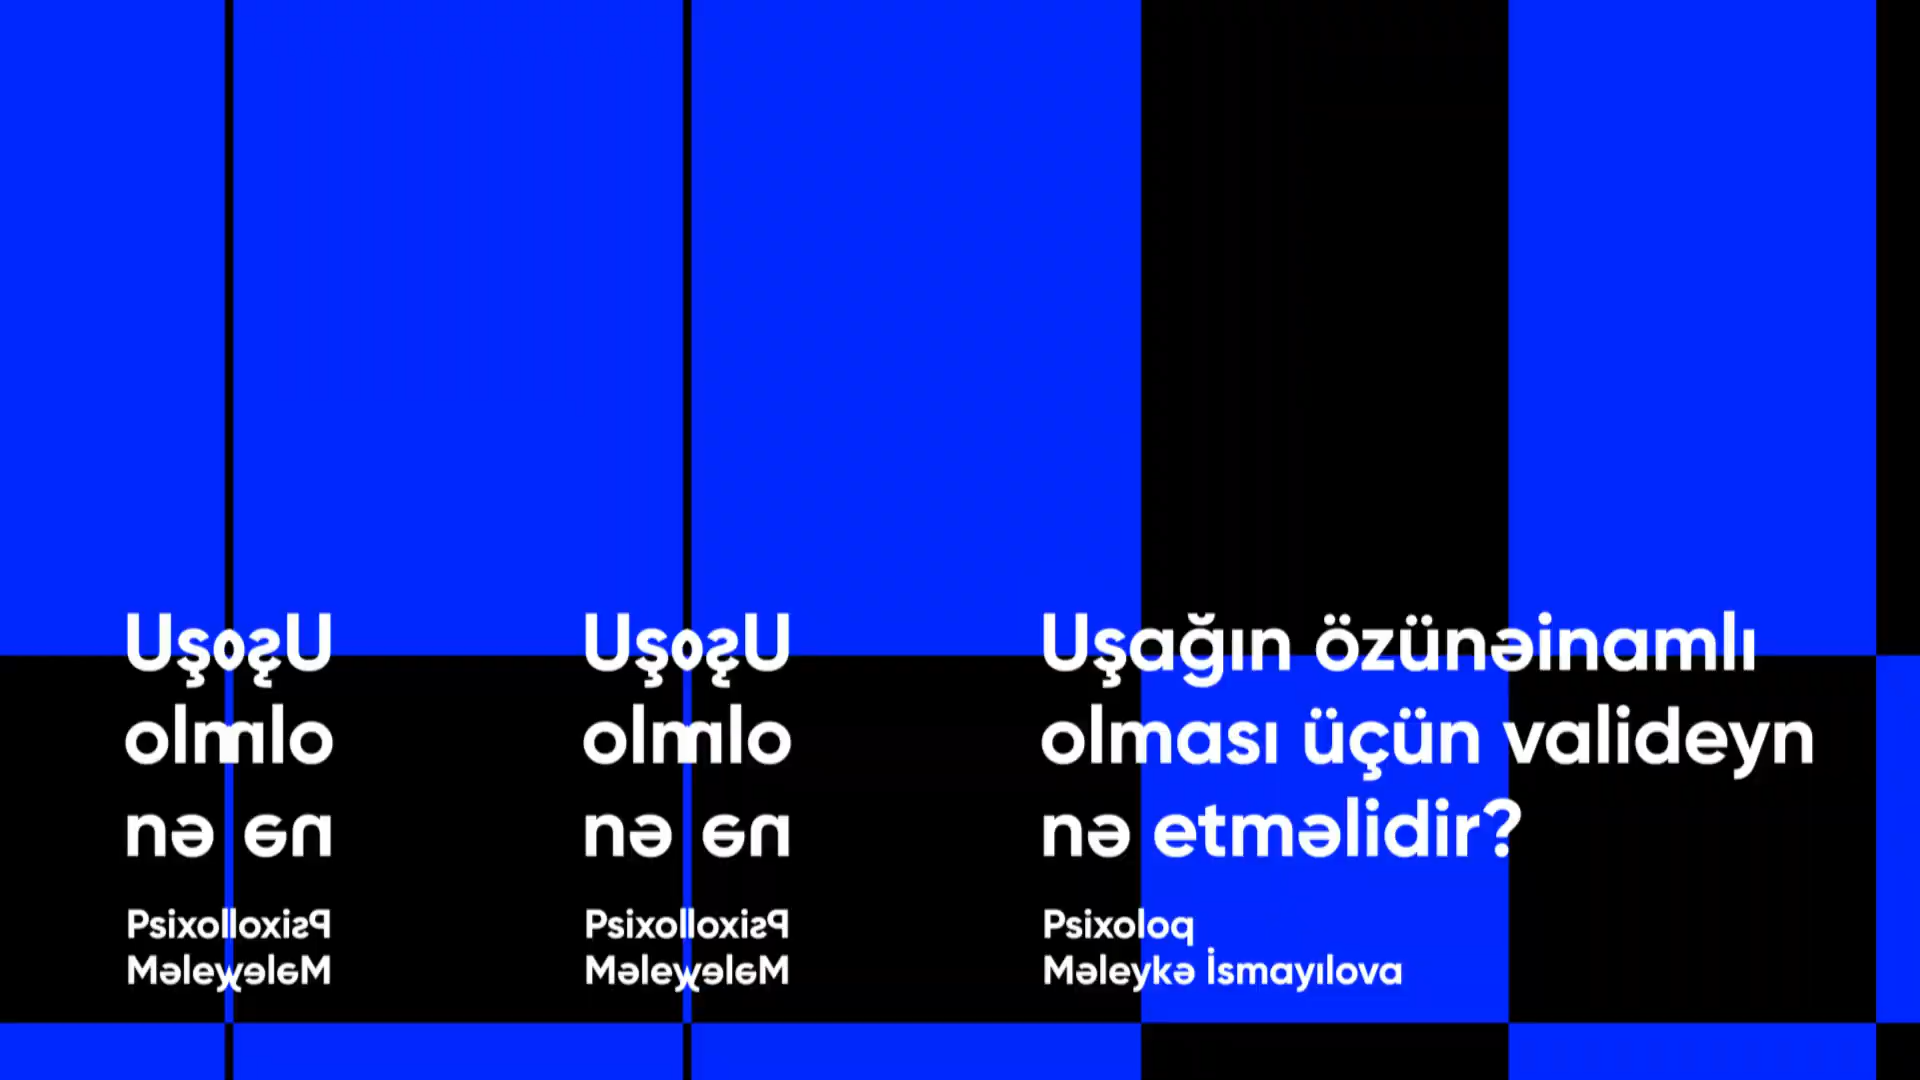 Uşağın özünəinamlı
olması üçün valideyn
nə etməlidir?
Psixoloq
Məleykə İsmayılova